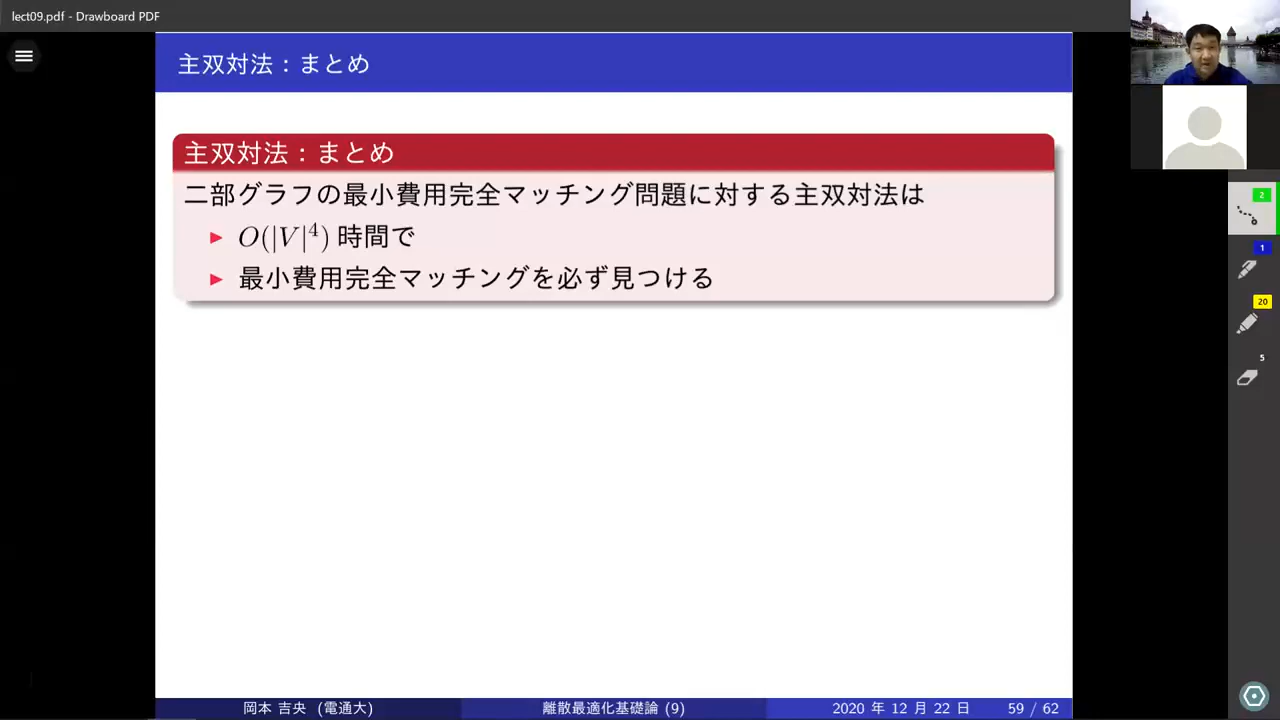 lect09.pdf - Drawboard PDF
主双対法：まとめ
主双対法：まとめ
二部グラフの最小費用完全マッチング問題に対する主双対法は
▶ O(|V|⁴) 時間で
▶ 最小費用完全マッチングを必ず見つける
2
1
20
5
岡本 吉央 (電通大) 離散最適化基礎論 (9) 2020 年 12 月 22 日 59 / 62